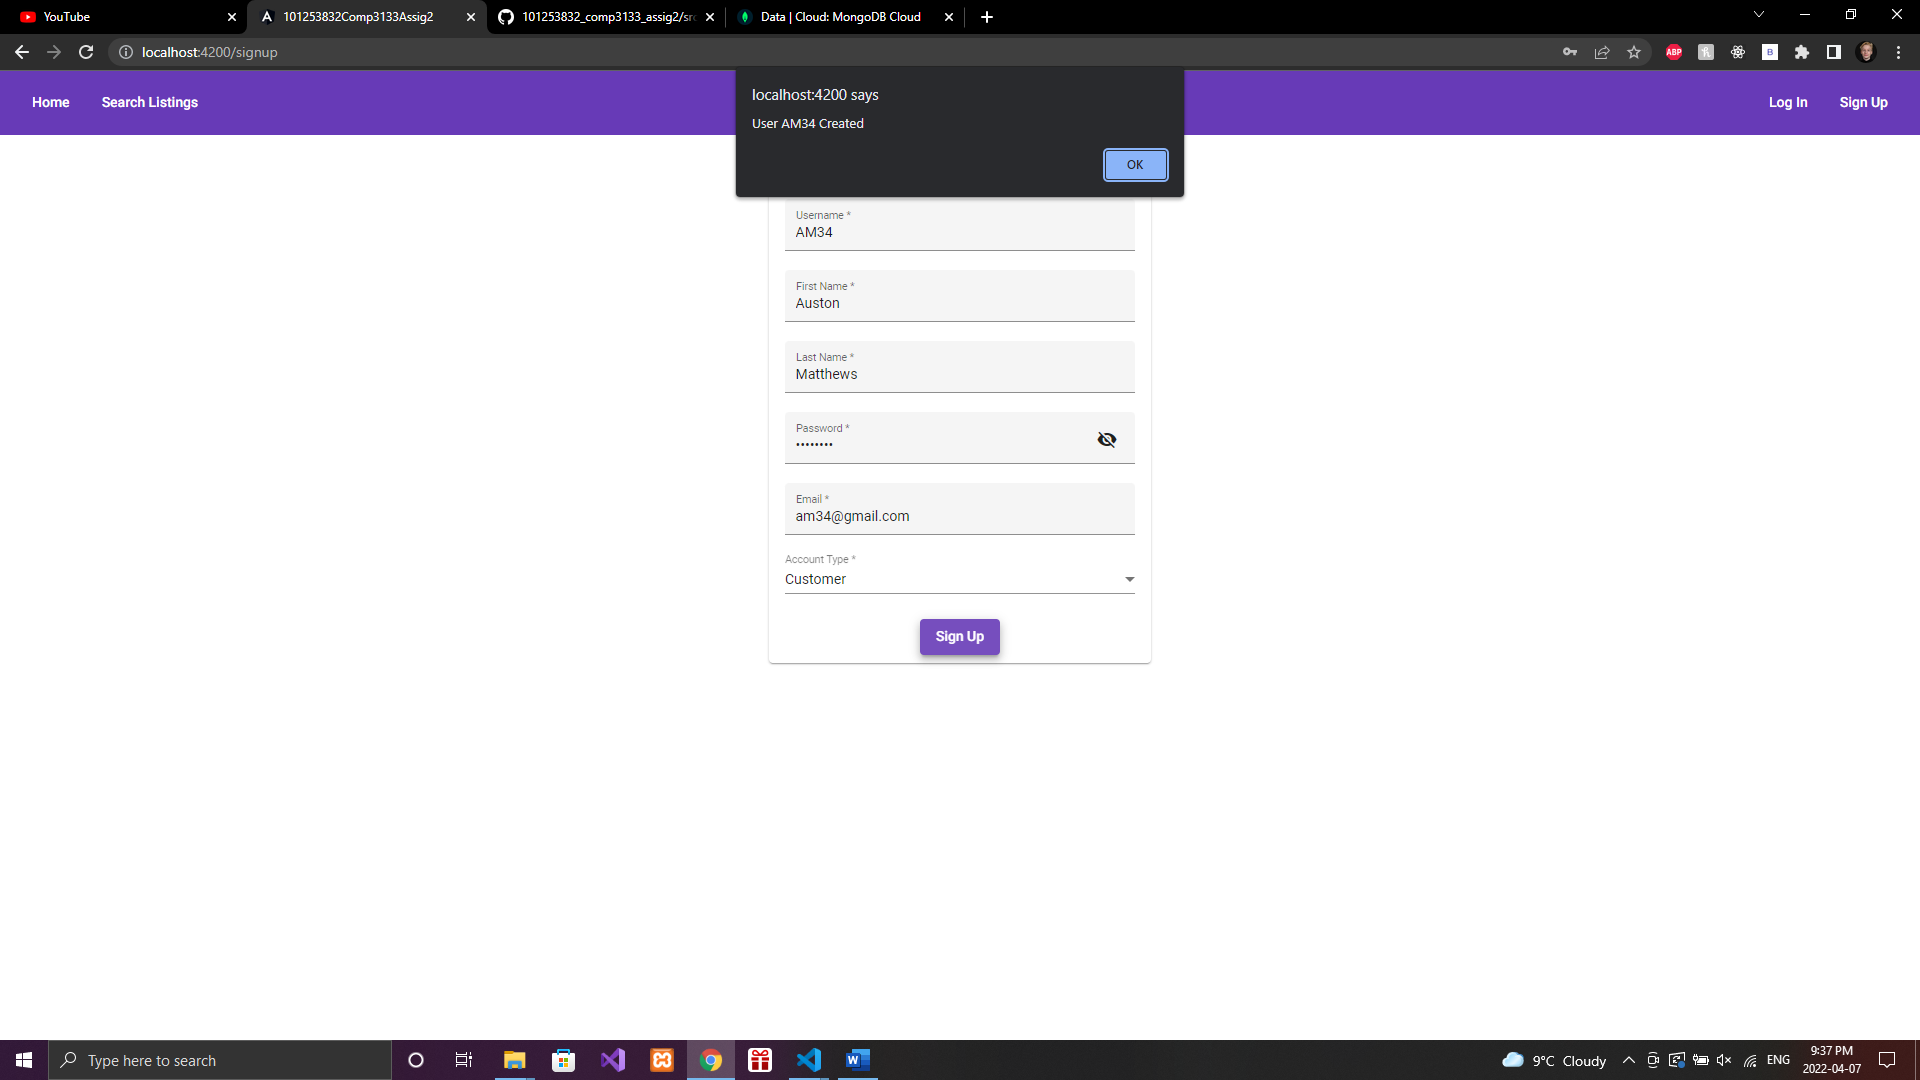 YouTube
101253832Comp3133Assig2
101253832_comp3133_assig2/src
Data | Cloud: MongoDB Cloud
localhost:4200/signup
ABP
B
Home
Search Listings
Log In
Sign Up
localhost:4200 says
User AM34 Created
OK
Username *
AM34
First Name *
Auston
Last Name *
Matthews
Password *
••••••••
Email *
am34@gmail.com
Account Type *
Customer
Sign Up
Type here to search
9°C Cloudy
ENG
9:37 PM
2022-04-07